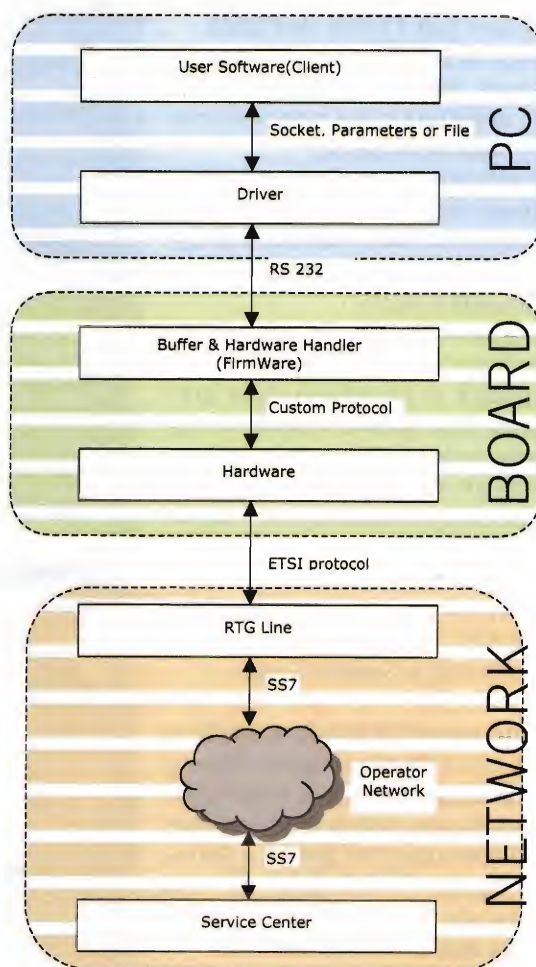 User Software(Client)
Socket, Parameters or File
Driver
PC
RS 232
Buffer & Hardware Handler
(FirmWare)
Custom Protocol
Hardware
BOARD
ETSI protocol
RTG Line
SS7
Operator
Network
SS7
Service Center
NETWORK